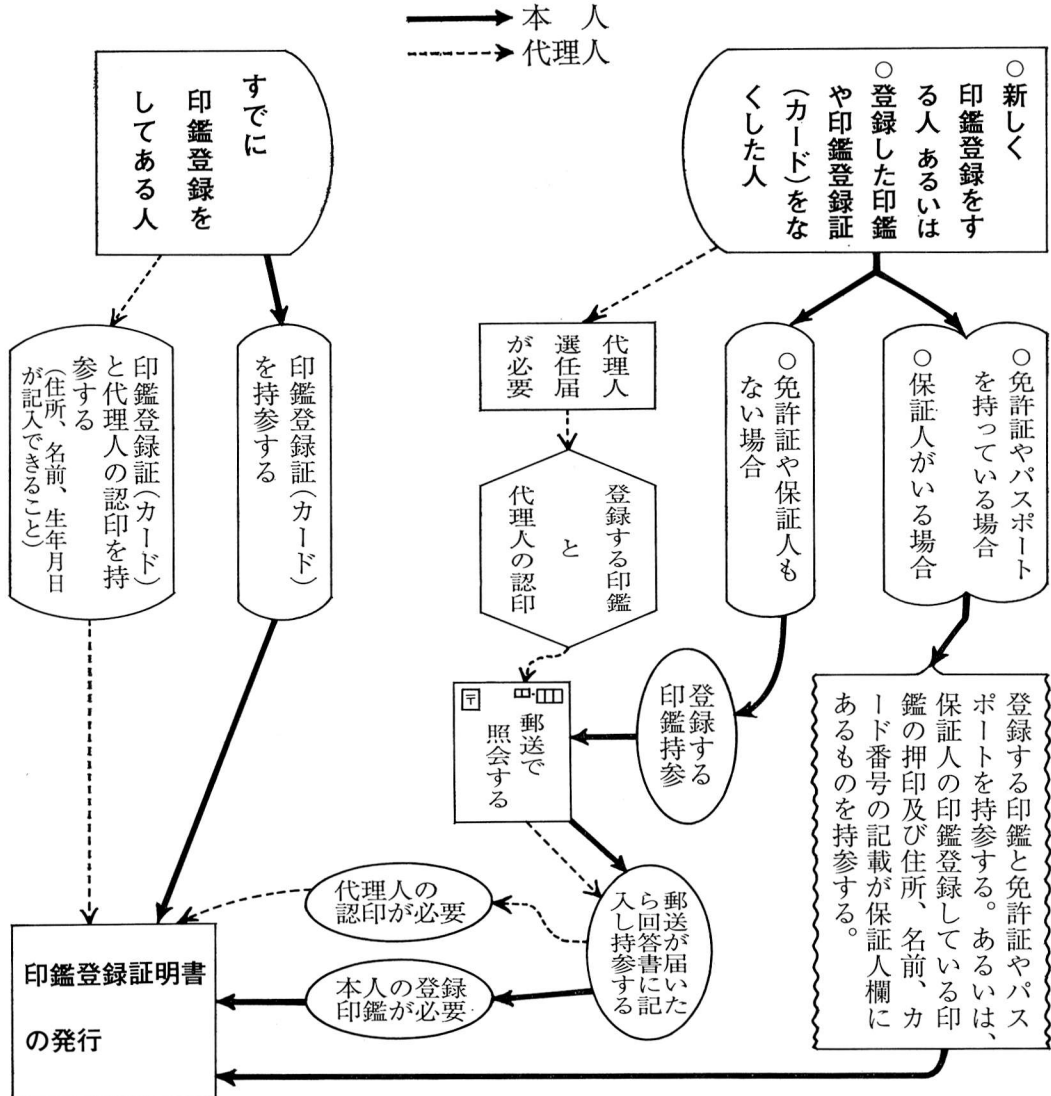 本　人
代理人
○新しく
印鑑登録をす
る人 あるいは
○登録した印鑑
や印鑑登録証
(カード)をな
くした人
すでに
印鑑登録を
してある人
○免許証やパスポート
を持っている場合
○保証人がいる場合
○免許証や保証人も
ない場合
代理人
選任届
が必要
印鑑登録証(カード)
を持参する
印鑑登録証(カード)
と代理人の認印を持
参する
(住所、名前、生年月日
が記入できること)
登録する印鑑
と
代理人の認印
登録する印鑑と免許証やパス
ポートを持参する。あるいは、
保証人の印鑑登録している印
鑑の押印及び住所、名前、カ
ード番号の記載が保証人欄に
あるものを持参する。
登録する
印鑑持参
〒
郵送で
照会する
郵送が届いた
ら回答書に記
入し持参する
代理人の
認印が必要
本人の登録
印鑑が必要
印鑑登録証明書
の発行